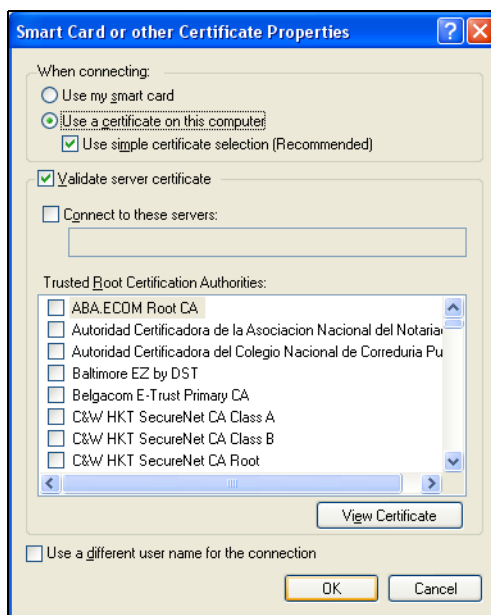 Smart Card or other Certificate Properties
When connecting:
Use my smart card
Use a certificate on this computer
Use simple certificate selection (Recommended)
Validate server certificate
Connect to these servers:
Trusted Root Certification Authorities:
ABA.ECOM Root CA
Autoridad Certificadora de la Asociacion Nacional del Notaria
Autoridad Certificadora del Colegio Nacional de Correduria Pu
Baltimore EZ by DST
Belgacom E-Trust Primary CA
C&W HKT SecureNet CA Class A
C&W HKT SecureNet CA Class B
C&W HKT SecureNet CA Root
View Certificate
Use a different user name for the connection
OK Cancel